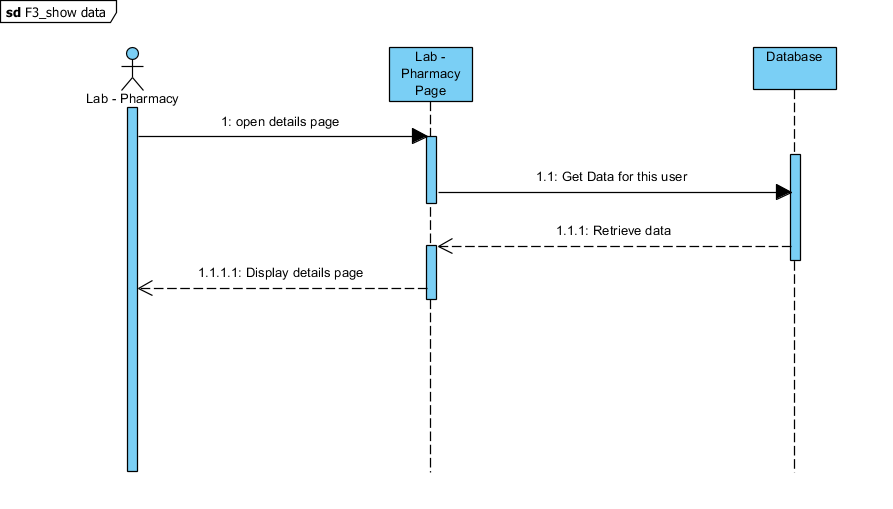 sd F3_show data
Lab - Pharmacy
Lab -
Pharmacy
Page
Database
1: open details page
1.1: Get Data for this user
1.1.1: Retrieve data
1.1.1.1: Display details page